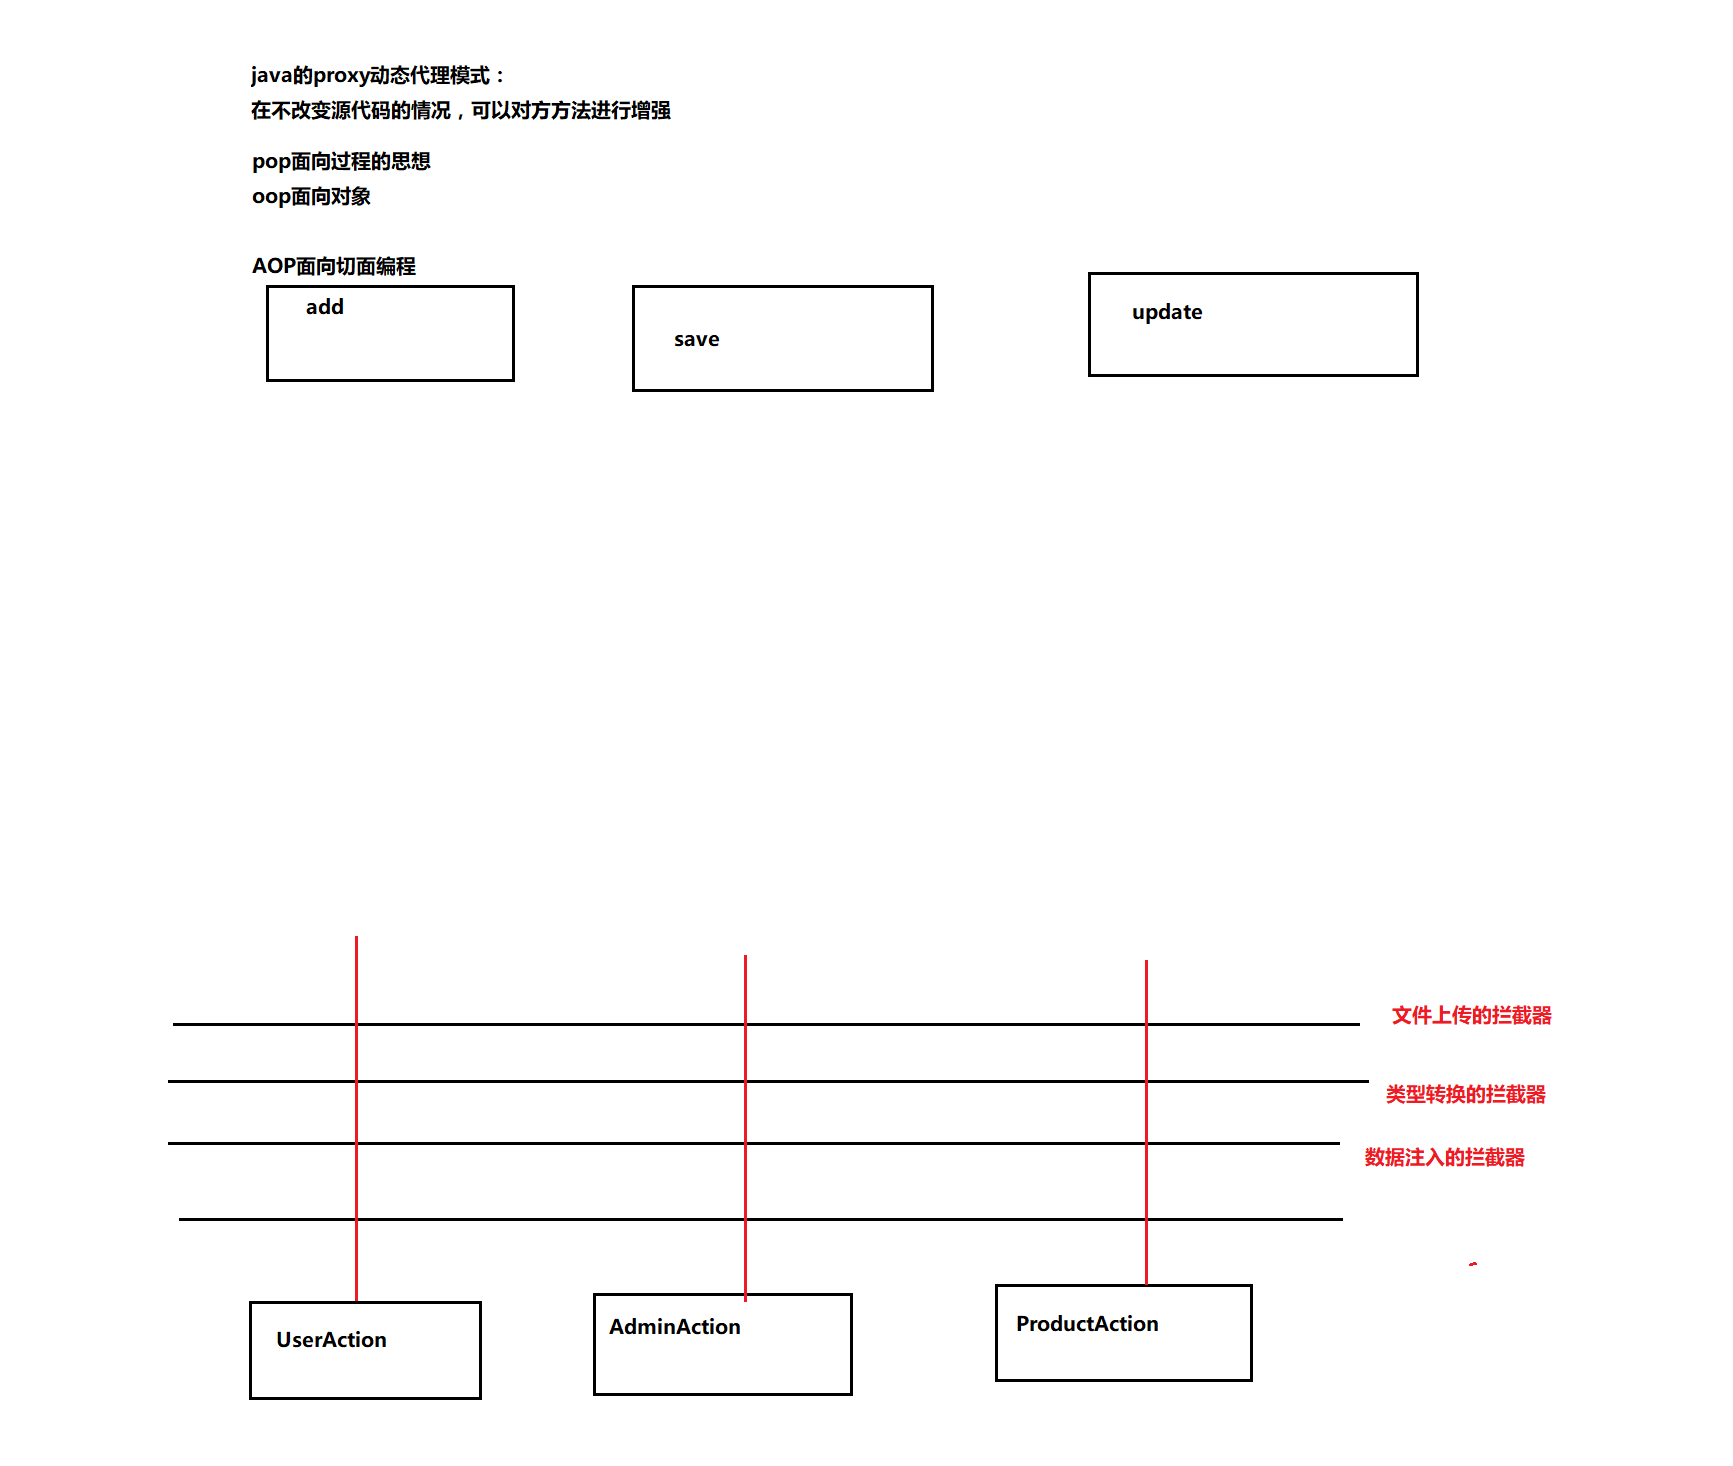 java的proxy动态代理模式：
在不改变源代码的情况，可以对方方法进行增强
pop面向过程的思想
oop面向对象
AOP面向切面编程
add
save
update
文件上传的拦截器
类型转换的拦截器
数据注入的拦截器
UserAction
AdminAction
ProductAction